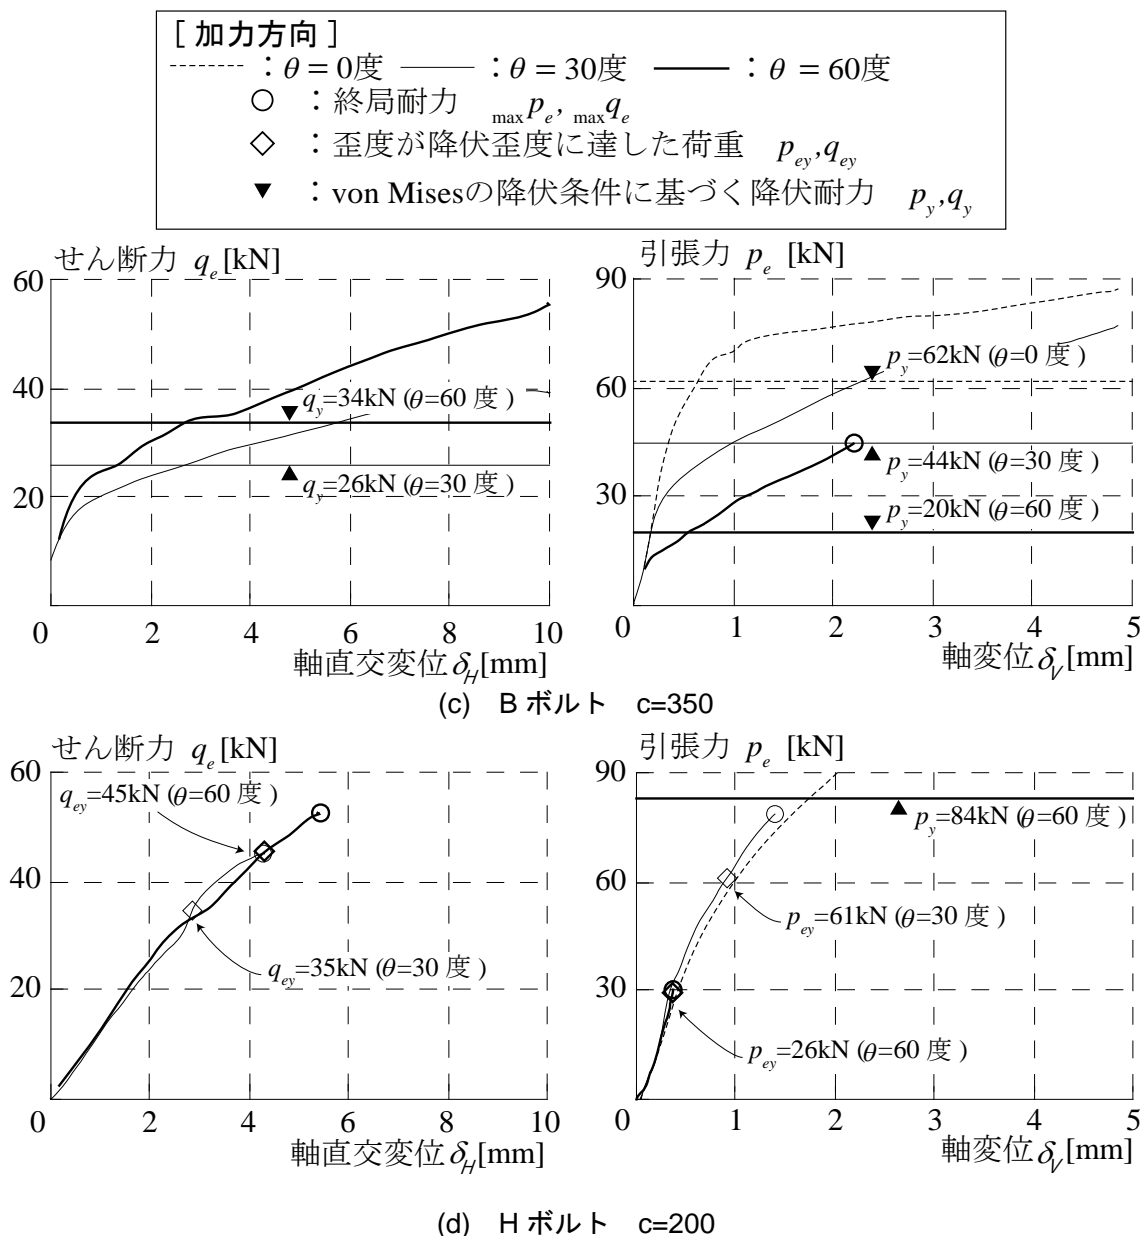 [ 加力方向 ]
：θ = 0度 ：θ = 30度 ：θ = 60度
：終局耐力 maxpe, maxqe
：歪度が降伏歪度に達した荷重 pey,qey
：von Misesの降伏条件に基づく降伏耐力 py,qy
せん断力 qe[kN]
60
40
20
0 2 4 6 8 10
qy=34kN (θ=60 度 )
qy=26kN (θ=30 度 )
軸直交変位δH[mm]
引張力 pe [kN]
90
60
30
0 1 2 3 4 5
py=62kN (θ=0 度 )
py=44kN (θ=30 度 )
py=20kN (θ=60 度 )
軸変位δV[mm]
(c) B ボルト c=350
せん断力 qe [kN]
60
40
20
0 2 4 6 8 10
qey=45kN (θ=60 度 )
qey=35kN (θ=30 度 )
軸直交変位δH[mm]
引張力 pe [kN]
90
60
30
0 1 2 3 4 5
py=84kN (θ=60 度 )
pey=61kN (θ=30 度 )
pey=26kN (θ=60 度 )
軸変位δV[mm]
(d) H ボルト c=200